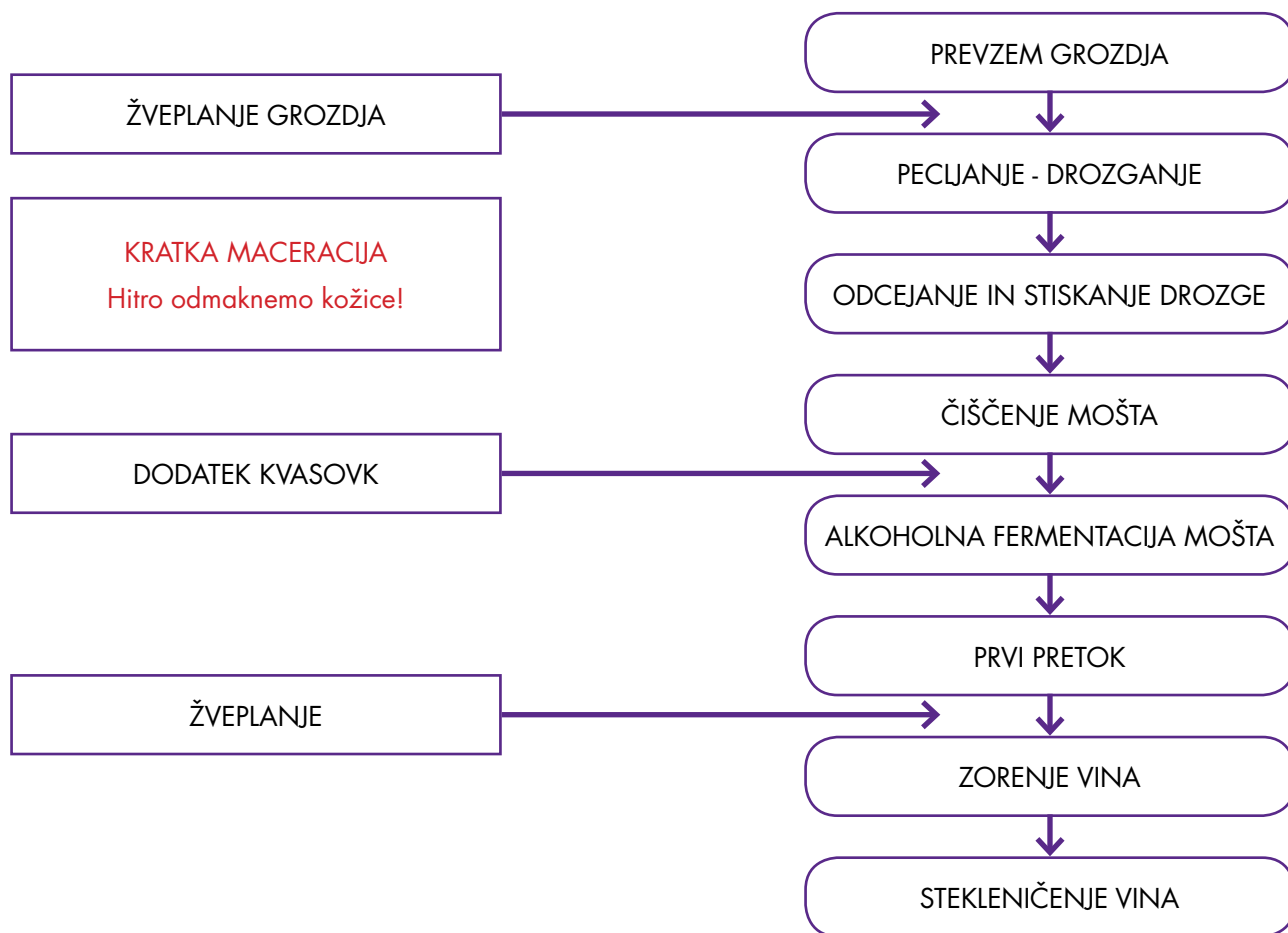 PREVZEM GROZDJA
ŽVEPLANJE GROZDJA
PECLJANJE - DROZGANJE
KRATKA MACERACIJA
Hitro odmaknemo kožice!
ODCEJANJE IN STISKANJE DROZGE
ČIŠČENJE MOŠTA
DODATEK KVASOVK
ALKOHOLNA FERMENTACIJA MOŠTA
PRVI PRETOK
ŽVEPLANJE
ZORENJE VINA
STEKLENIČENJE VINA